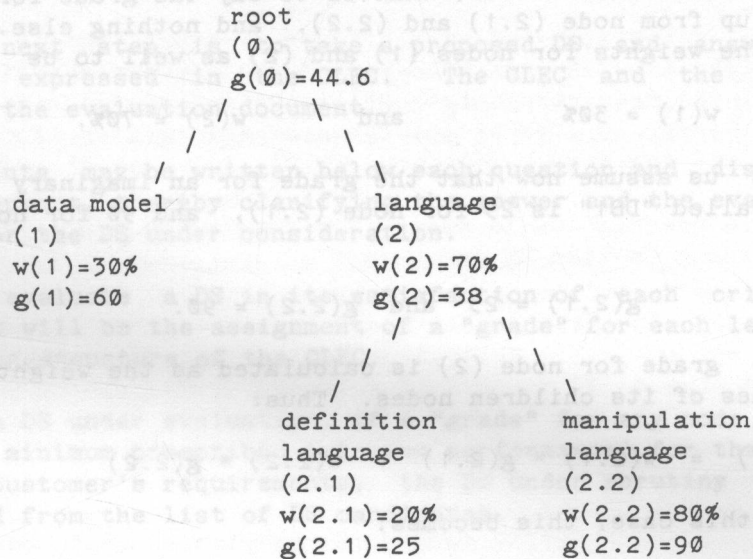 root
(0)
g(0)=44.6
data model
(1)
w(1)=30%
g(1)=60
language
(2)
w(2)=70%
g(2)=38
definition
language
(2.1)
w(2.1)=20%
g(2.1)=25
manipulation
language
(2.2)
w(2.2)=80%
g(2.2)=90